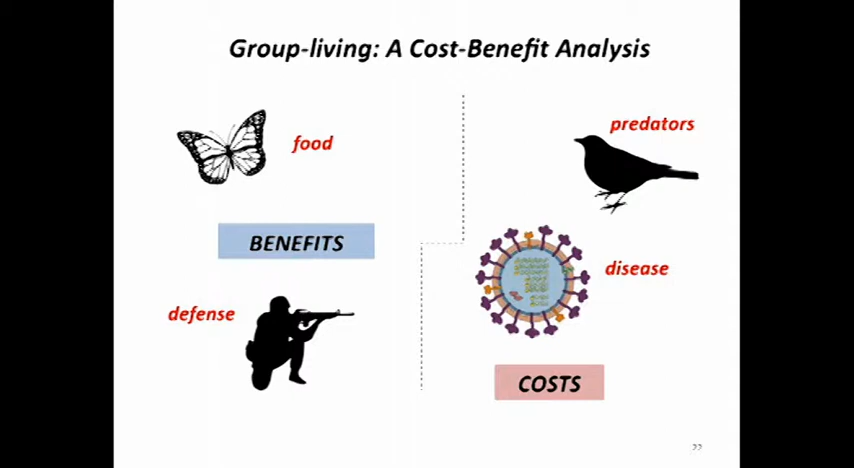 Group-living: A Cost-Benefit Analysis
food
predators
BENEFITS
disease
defense
COSTS